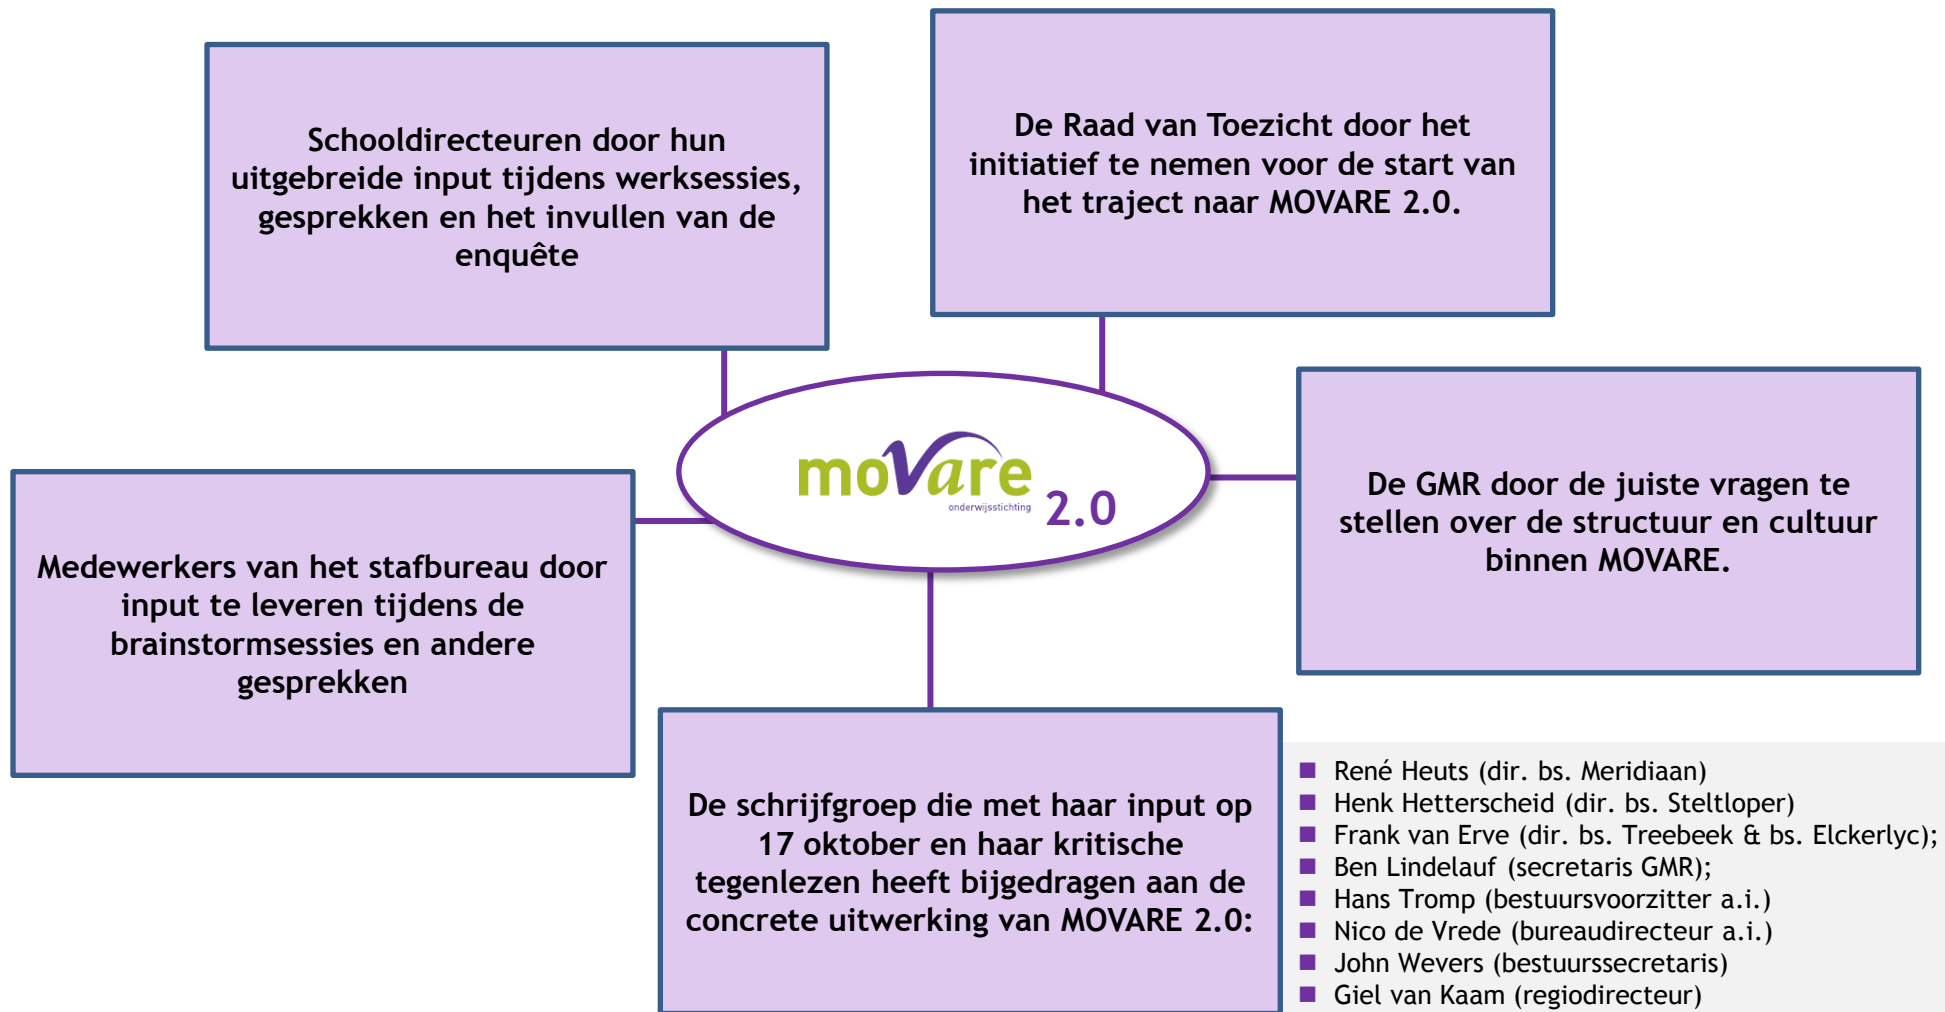 Schooldirecteuren door hun
uitgebreide input tijdens werksessies,
gesprekken en het invullen van de
enquête
De Raad van Toezicht door het
initiatief te nemen voor de start van
het traject naar MOVARE 2.0.
movare
onderwijsstichting
2.0
De GMR door de juiste vragen te
stellen over de structuur en cultuur
binnen MOVARE.
Medewerkers van het stafbureau door
input te leveren tijdens de
brainstormsessies en andere
gesprekken
De schrijfgroep die met haar input op
17 oktober en haar kritische
tegenlezen heeft bijgedragen aan de
concrete uitwerking van MOVARE 2.0:
René Heuts (dir. bs. Meridiaan)
Henk Hetterscheid (dir. bs. Steltloper)
Frank van Erve (dir. bs. Treebeek & bs. Elckerlyc);
Ben Lindelauf (secretaris GMR);
Hans Tromp (bestuursvoorzitter a.i.)
Nico de Vrede (bureaudirecteur a.i.)
John Wevers (bestuurssecretaris)
Giel van Kaam (regiodirecteur)